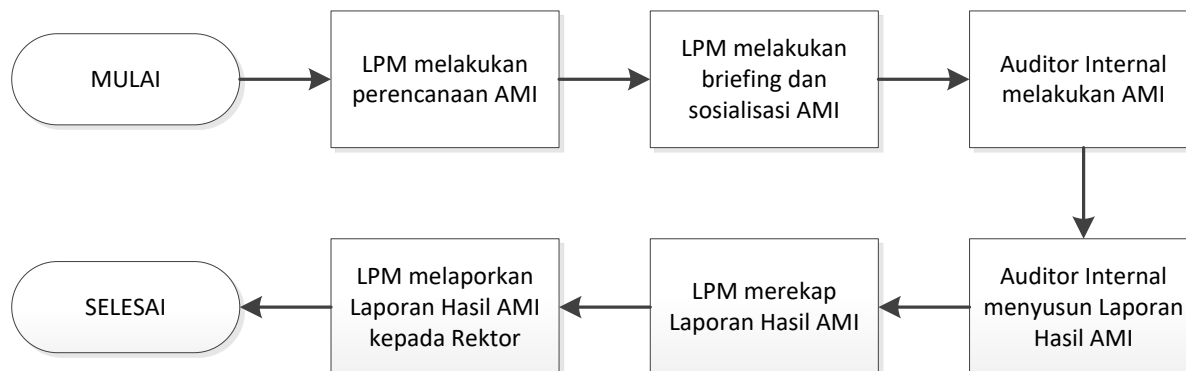 MULAI
LPM melakukan
perencanaan AMI
LPM melakukan
briefing dan
sosialisasi AMI
Auditor Internal
melakukan AMI
Auditor Internal
menyusun Laporan
Hasil AMI
LPM merekap
Laporan Hasil AMI
LPM melaporkan
Laporan Hasil AMI
kepada Rektor
SELESAI